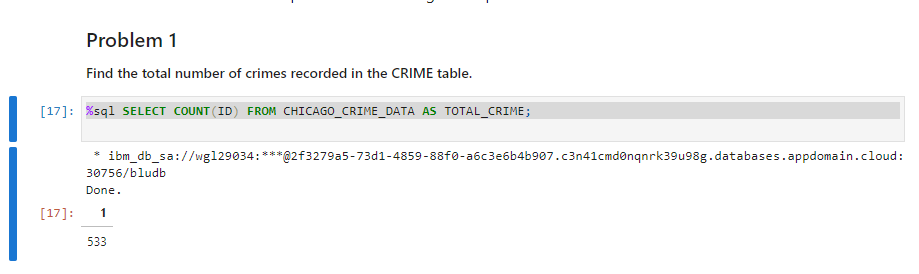 Problem 1
Find the total number of crimes recorded in the CRIME table.
[17]: %sql SELECT COUNT(ID) FROM CHICAGO_CRIME_DATA AS TOTAL_CRIME;
* ibm_db_sa://wgl29034:***@2f3279a5-73d1-4859-88f0-a6c3e6b4b907.c3n41cmd0nqnrk39u98g.databases.appdomain.cloud:
30756/bludb
Done.
[17]: 1
533